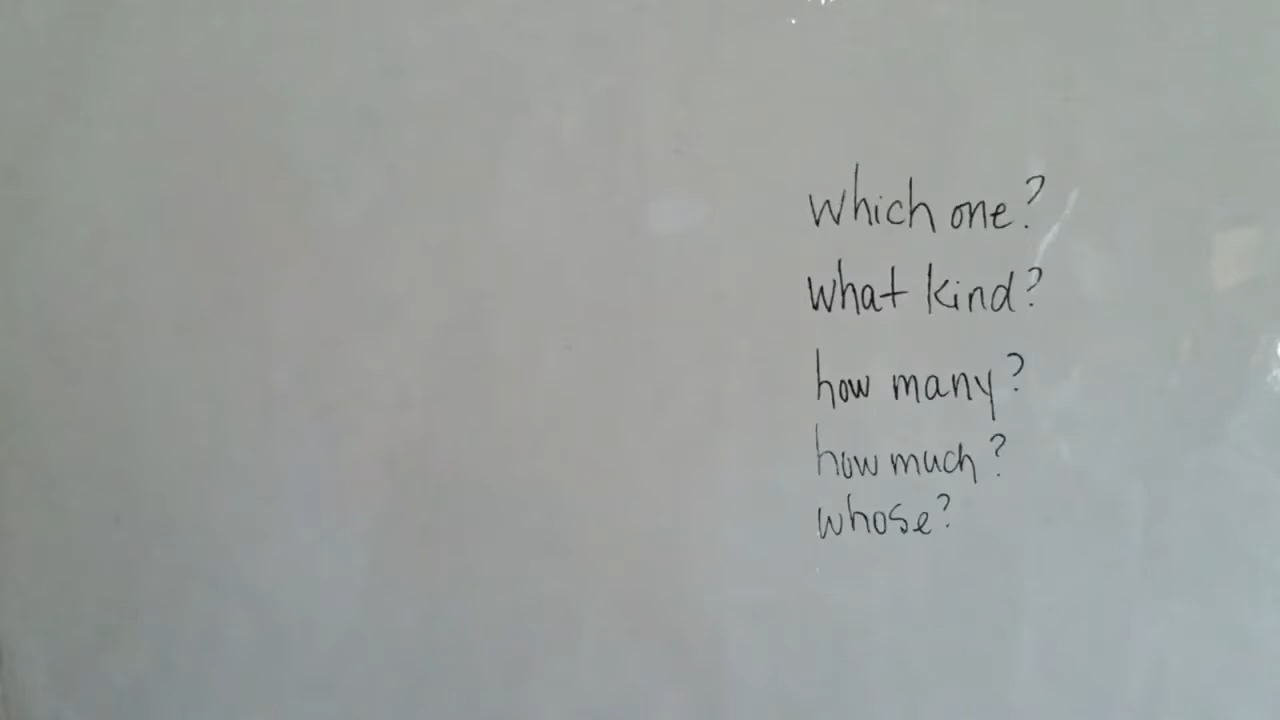 which one?
what kind?
how many?
how much?
whose?